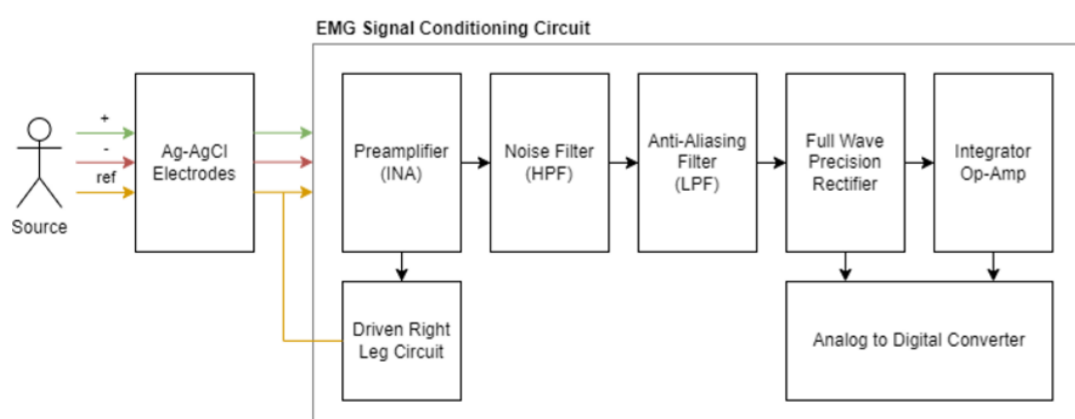 EMG Signal Conditioning Circuit
+
-
ref
Source
Ag-AgCl
Electrodes
Preamplifier
(INA)
Noise Filter
(HPF)
Anti-Aliasing
Filter
(LPF)
Full Wave
Precision
Rectifier
Integrator
Op-Amp
Driven Right
Leg Circuit
Analog to Digital Converter